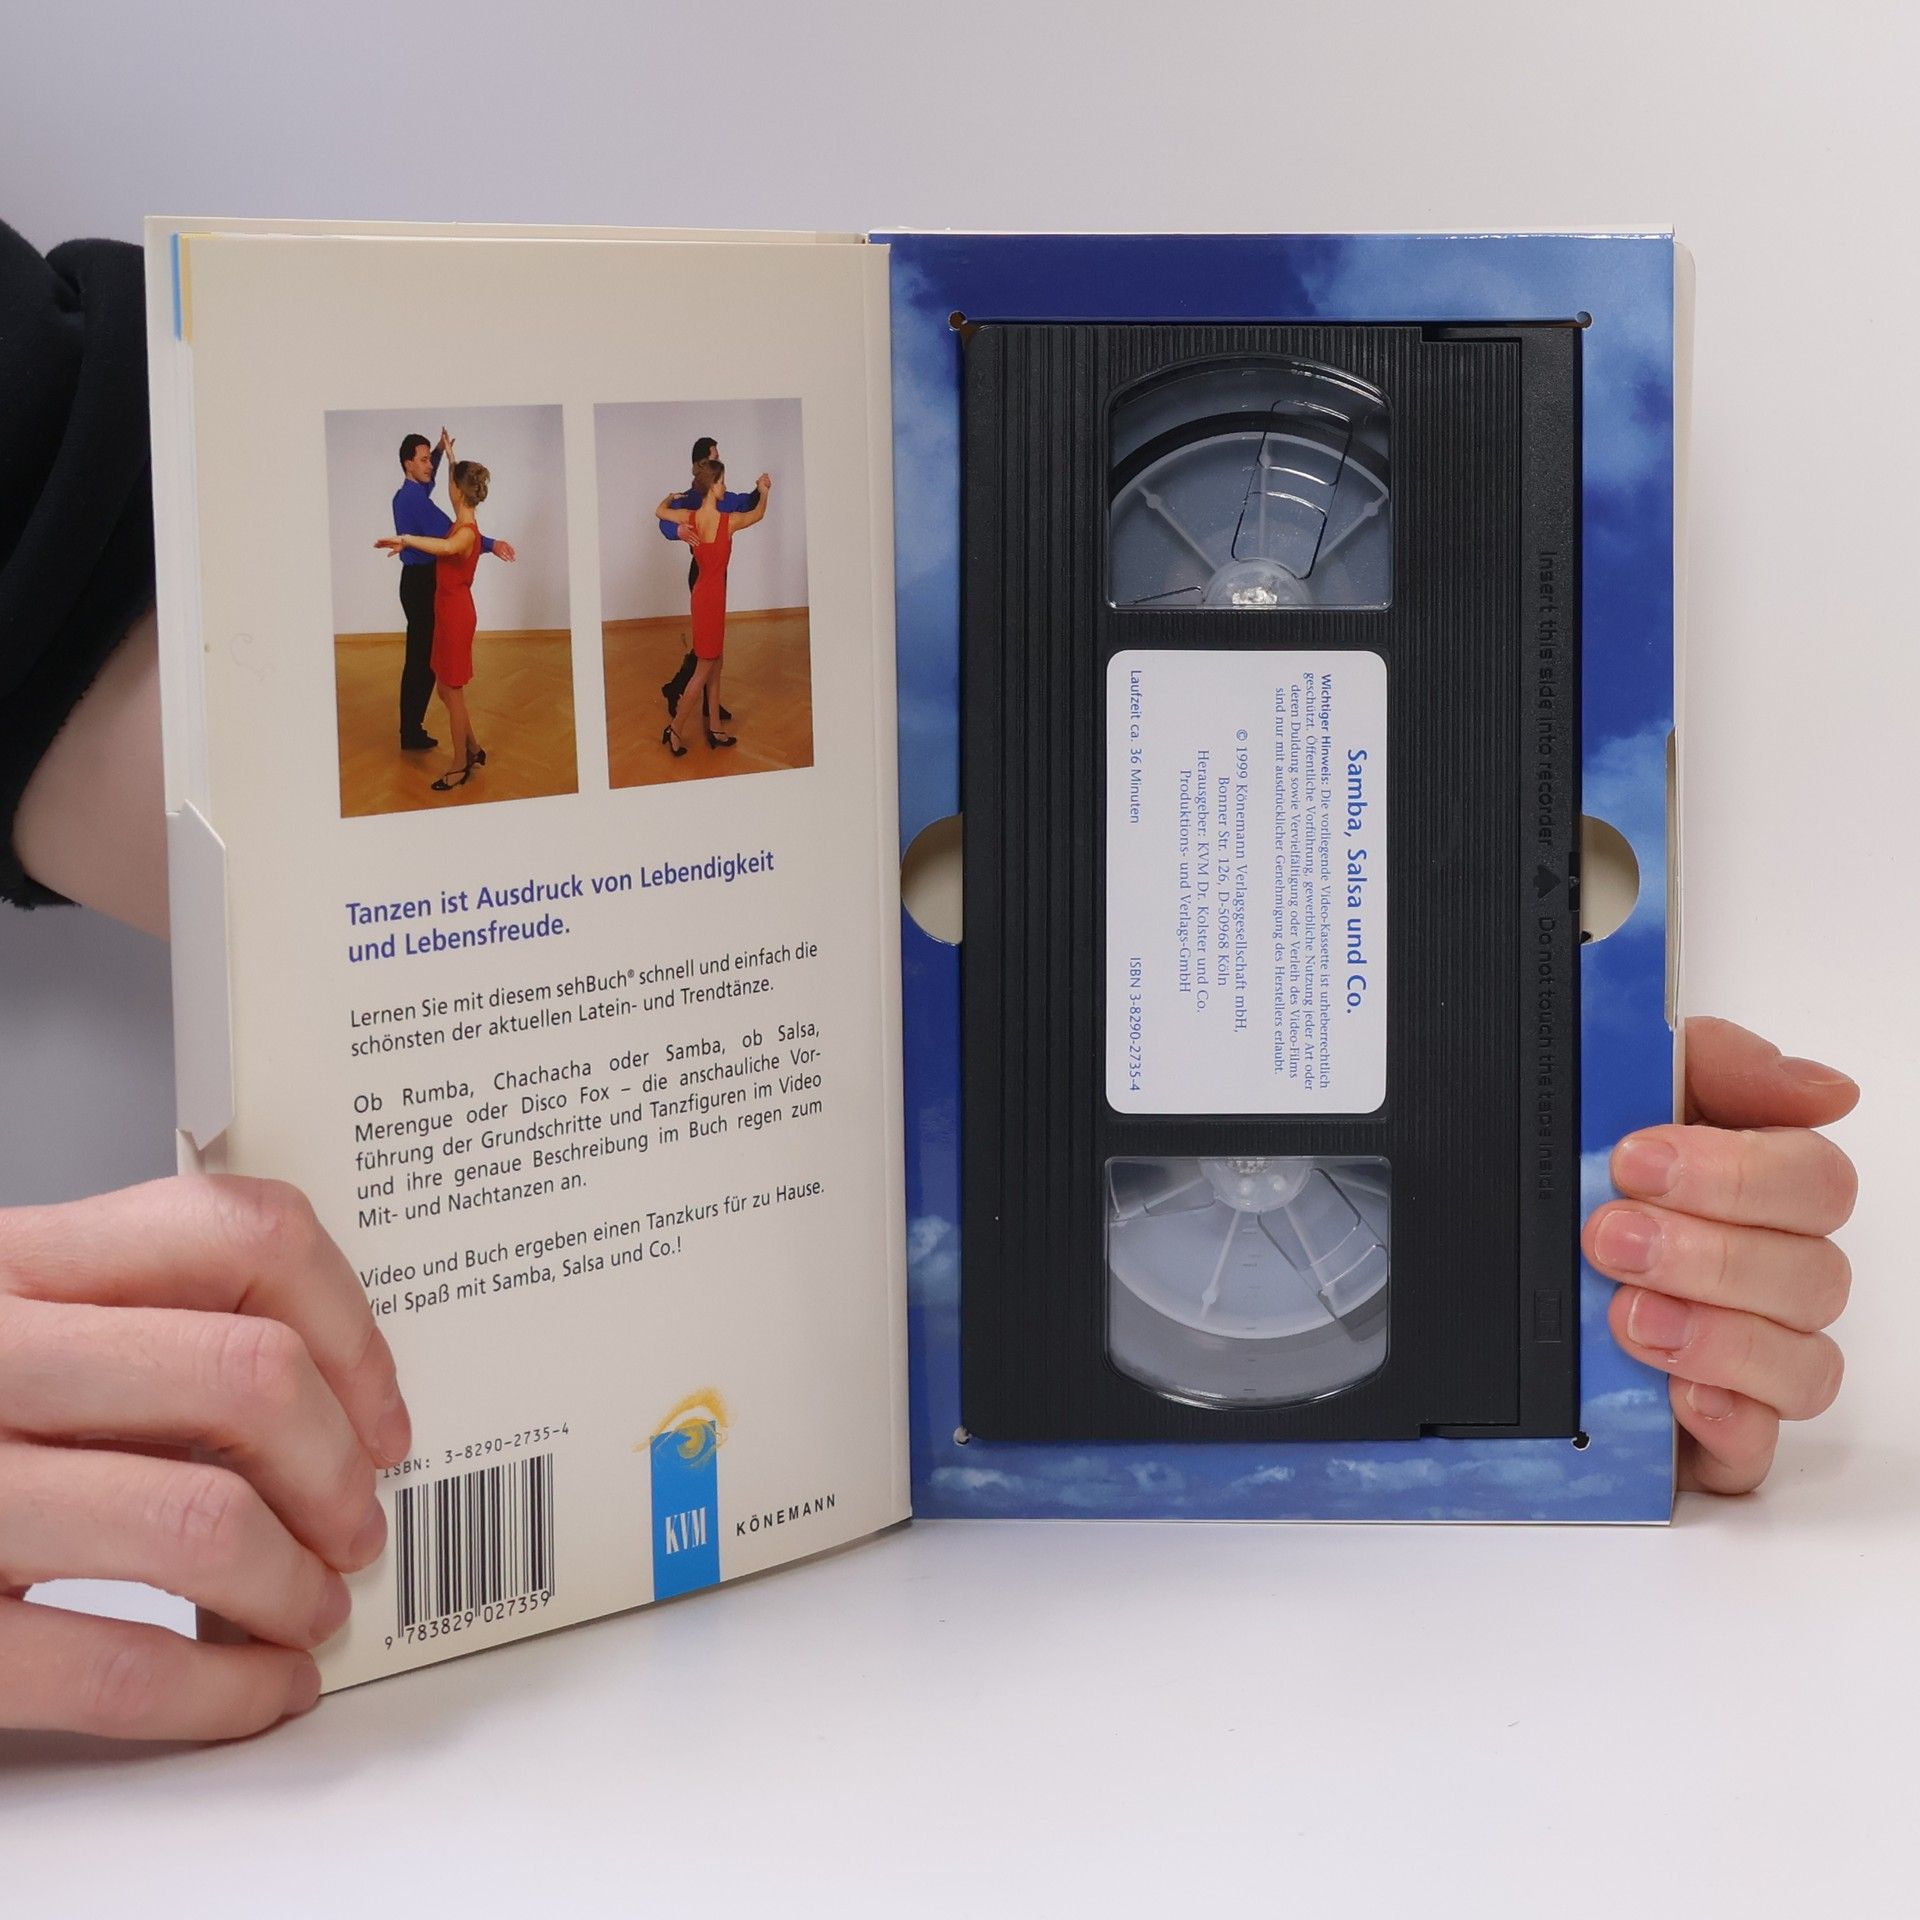 Tanzen ist Ausdruck von Lebendigkeit
und Lebensfreude.
Lernen Sie mit diesem sehBuch® schnell und einfach die
schönsten der aktuellen Latein- und Trendtänze.
Ob Rumba, Chachacha oder Samba, ob Salsa,
Merengue oder Disco Fox – die anschauliche Vor-
führung der Grundschritte und Tanzfiguren im Video
und ihre genaue Beschreibung im Buch regen zum
Mit- und Nachtanzen an.
Video und Buch ergeben einen Tanzkurs für zu Hause.
Viel Spaß mit Samba, Salsa und Co.!
ISBN: 3-8290-2735-4
9 783829 027359
KVM
KÖNEMANN
Samba, Salsa und Co.
Wichtiger Hinweis: Die vorliegende Video-Kassette ist urheberrechtlich
geschützt. Öffentliche Vorführung, gewerbliche Nutzung jeder Art oder
deren Duldung sowie Vervielfältigung oder Verleih des Video-Films
sind nur mit ausdrücklicher Genehmigung des Herstellers erlaubt.
© 1999 Könemann Verlagsgesellschaft mbH,
Bonner Str. 126, D-50968 Köln
Herausgeber: KVM Dr. Kolster und Co.
Produktions- und Verlags-GmbH
Laufzeit ca. 36 Minuten
ISBN 3-8290-2735-4
Insert this side into recorder
Do not touch the tape inside